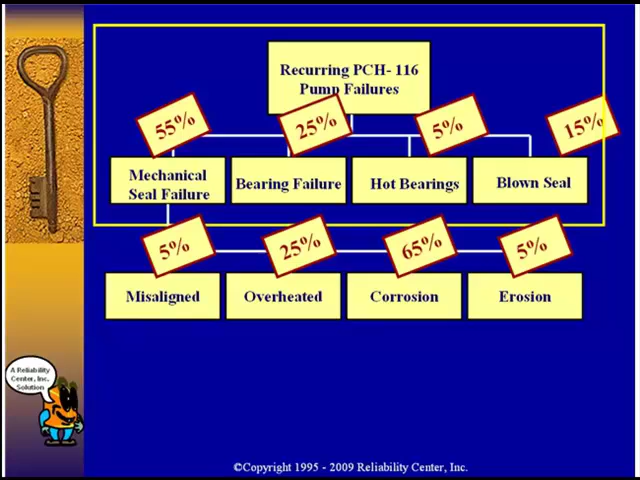 Recurring PCH- 116
Pump Failures
55%
25%
5%
15%
Mechanical
Seal Failure
Bearing Failure
Hot Bearings
Blown Seal
5%
25%
65%
5%
Misaligned
Overheated
Corrosion
Erosion
A Reliability
Center, Inc.
Solution
©Copyright 1995 - 2009 Reliability Center, Inc.